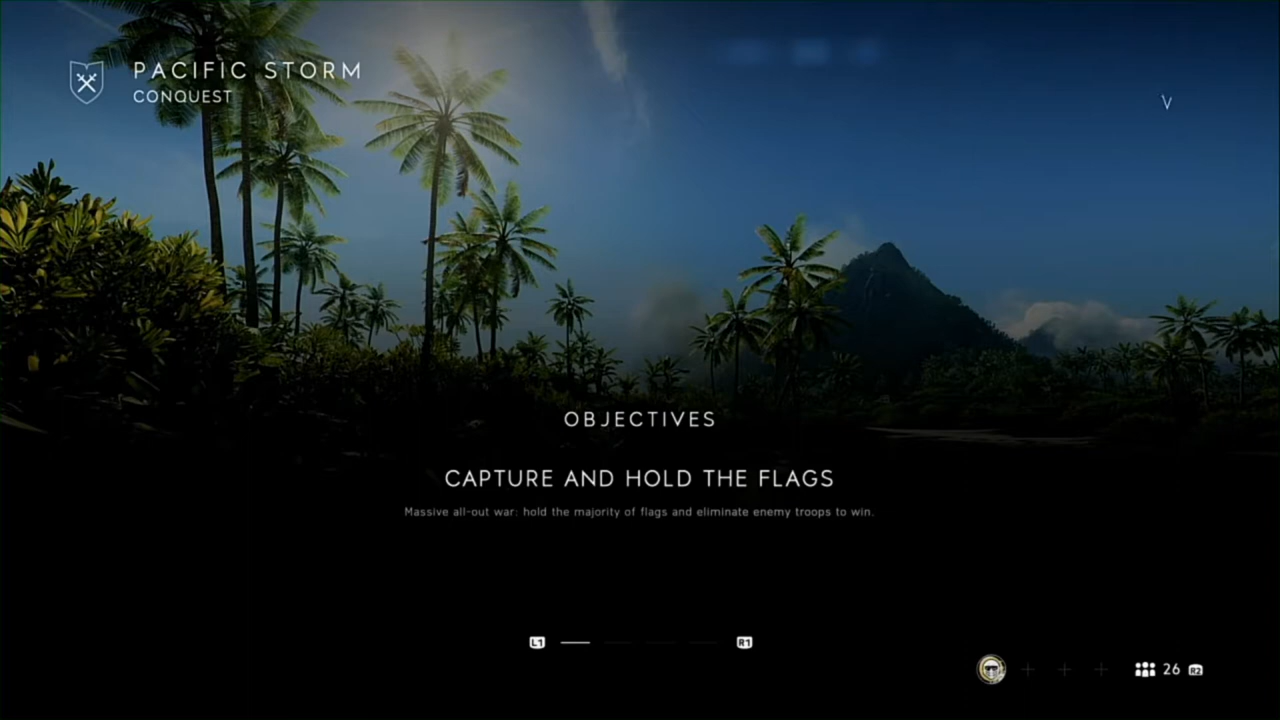 PACIFIC STORM
CONQUEST
V
OBJECTIVES
CAPTURE AND HOLD THE FLAGS
Massive all-out war: hold the majority of flags and eliminate enemy troops to win.
L1
R1
26 R2